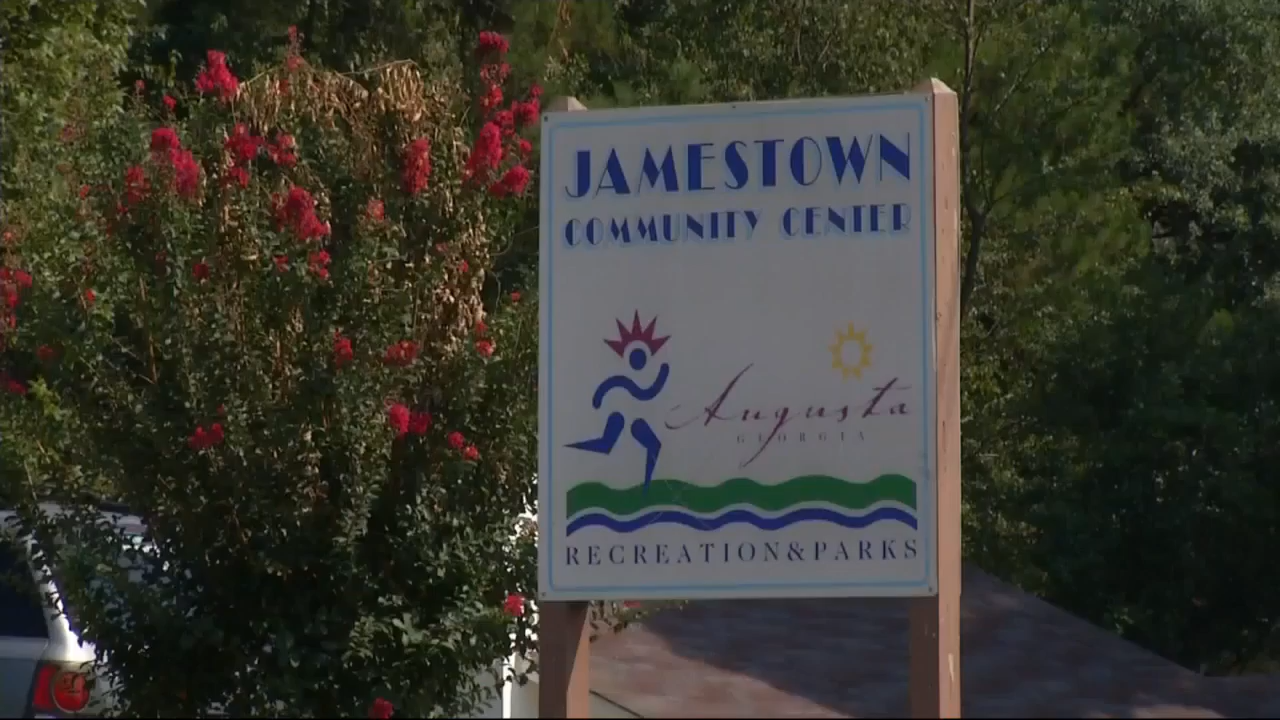 JAMESTOWN
COMMUNITY CENTER
Augusta
GEORGIA
RECREATION&PARKS